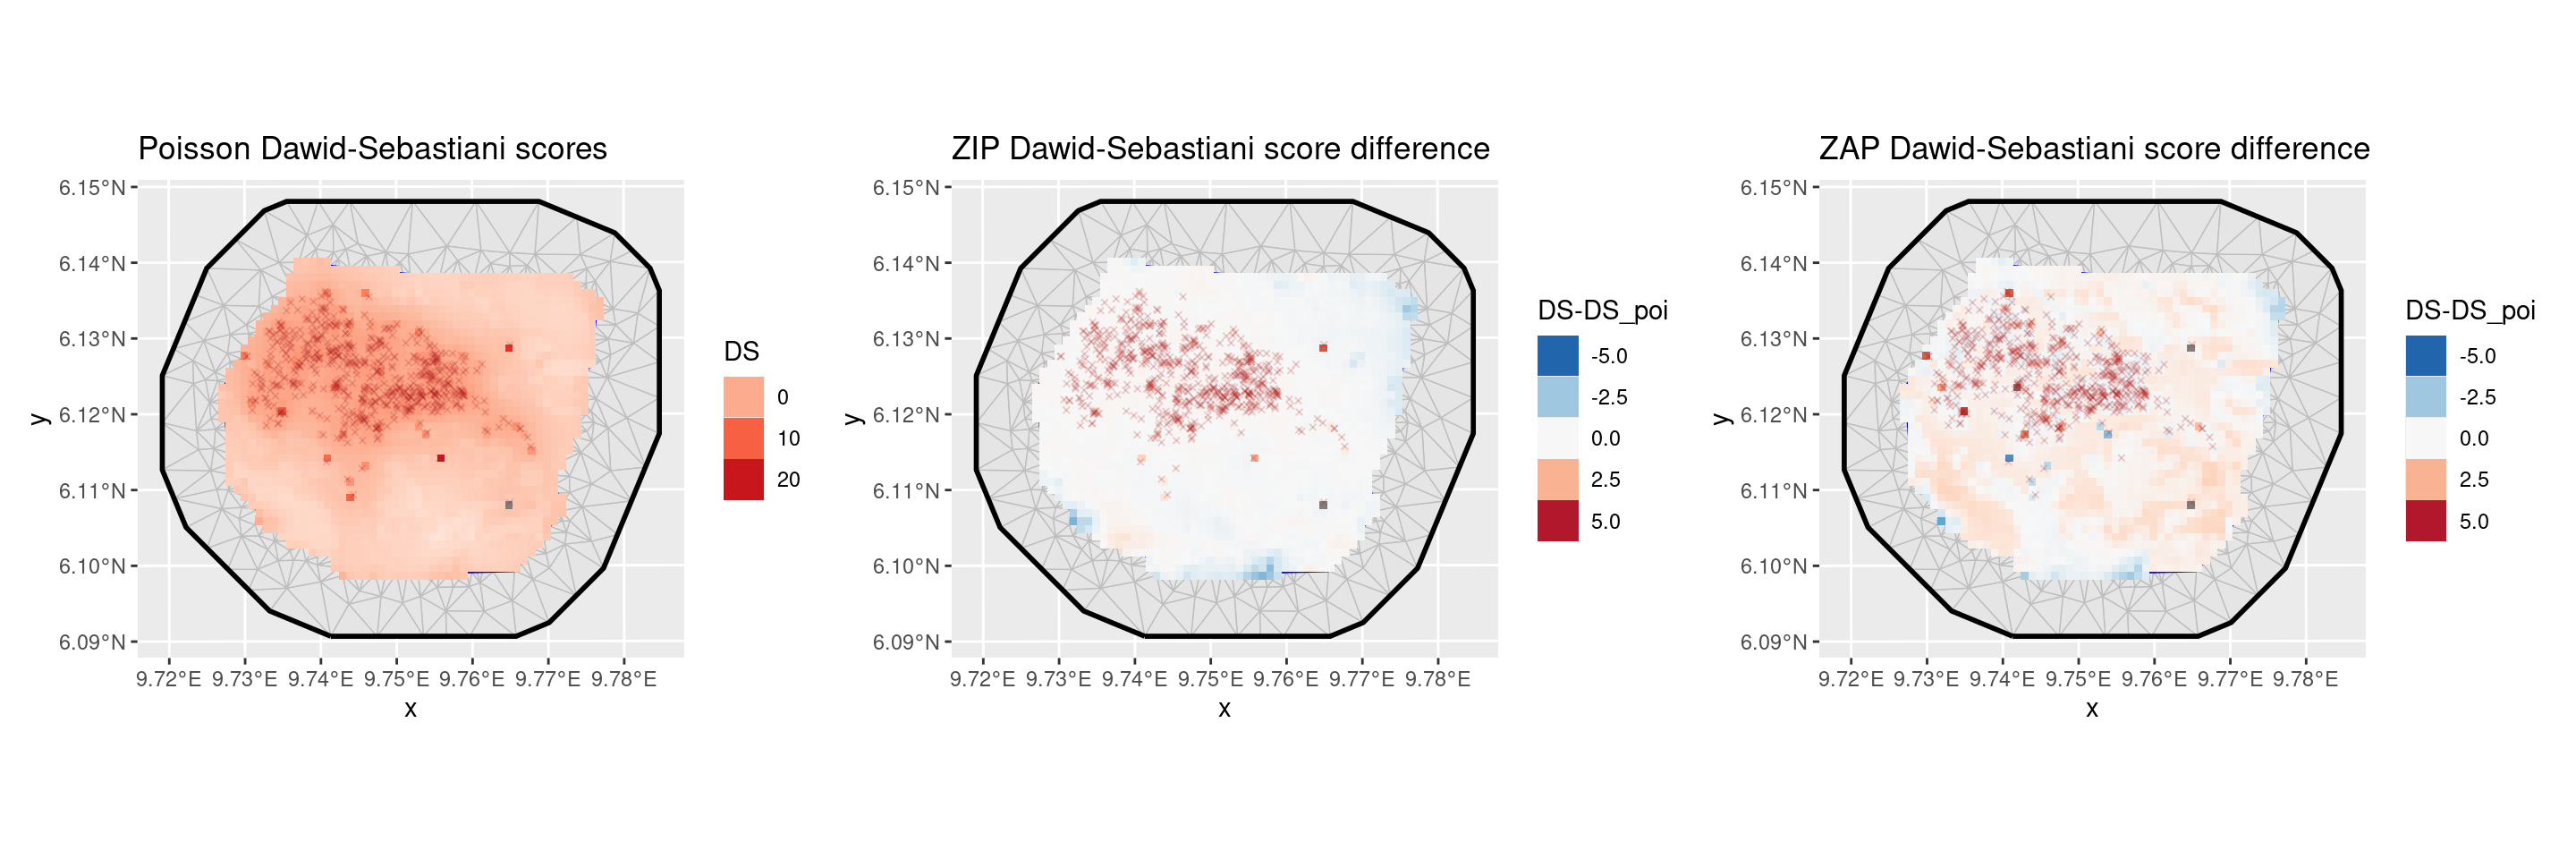 Poisson Dawid-Sebastiani scores
6.15°N
6.14°N
6.13°N
6.12°N
6.11°N
6.10°N
6.09°N
y
9.72°E 9.73°E 9.74°E 9.75°E 9.76°E 9.77°E 9.78°E
x
DS
0
10
20
ZIP Dawid-Sebastiani score difference
6.15°N
6.14°N
6.13°N
6.12°N
6.11°N
6.10°N
6.09°N
y
9.72°E 9.73°E 9.74°E 9.75°E 9.76°E 9.77°E 9.78°E
x
DS-DS_poi
-5.0
-2.5
0.0
2.5
5.0
ZAP Dawid-Sebastiani score difference
6.15°N
6.14°N
6.13°N
6.12°N
6.11°N
6.10°N
6.09°N
y
9.72°E 9.73°E 9.74°E 9.75°E 9.76°E 9.77°E 9.78°E
x
DS-DS_poi
-5.0
-2.5
0.0
2.5
5.0